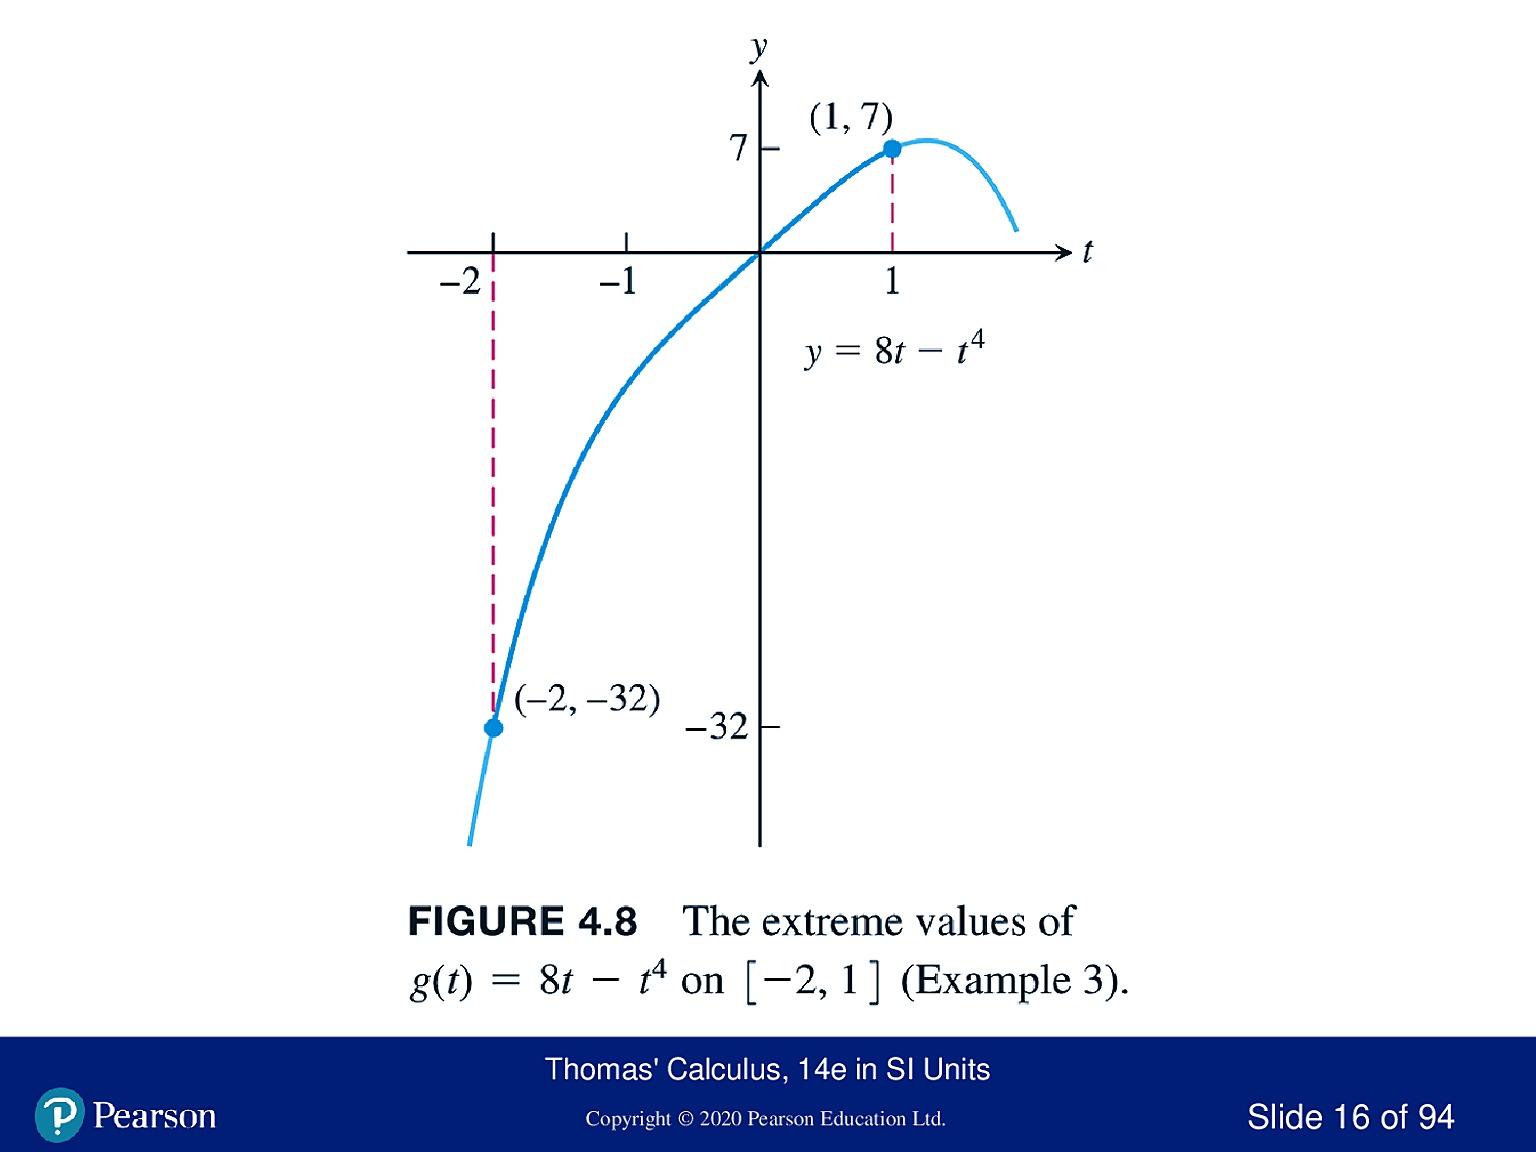 y
(1, 7)
7
t
–2
–1
1
y = 8t − t⁴
(–2, –32)
–32
FIGURE 4.8 The extreme values of
g(t) = 8t − t⁴ on [−2, 1] (Example 3).
Thomas' Calculus, 14e in SI Units
Pearson
Copyright © 2020 Pearson Education Ltd.
Slide 16 of 94